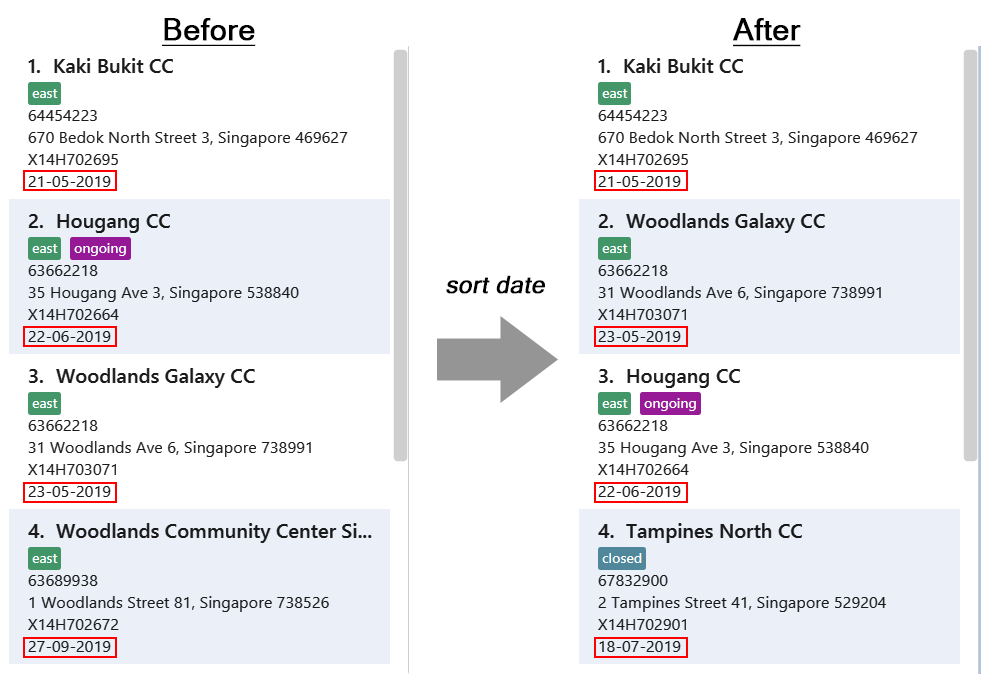 Before
1. Kaki Bukit CC
east
64454223
670 Bedok North Street 3, Singapore 469627
X14H702695
21-05-2019
2. Hougang CC
east ongoing
63662218
35 Hougang Ave 3, Singapore 538840
X14H702664
22-06-2019
3. Woodlands Galaxy CC
east
63662218
31 Woodlands Ave 6, Singapore 738991
X14H703071
23-05-2019
4. Woodlands Community Center Si...
east
63689938
1 Woodlands Street 81, Singapore 738526
X14H702672
27-09-2019
sort date
After
1. Kaki Bukit CC
east
64454223
670 Bedok North Street 3, Singapore 469627
X14H702695
21-05-2019
2. Woodlands Galaxy CC
east
63662218
31 Woodlands Ave 6, Singapore 738991
X14H703071
23-05-2019
3. Hougang CC
east ongoing
63662218
35 Hougang Ave 3, Singapore 538840
X14H702664
22-06-2019
4. Tampines North CC
closed
67832900
2 Tampines Street 41, Singapore 529204
X14H702901
18-07-2019